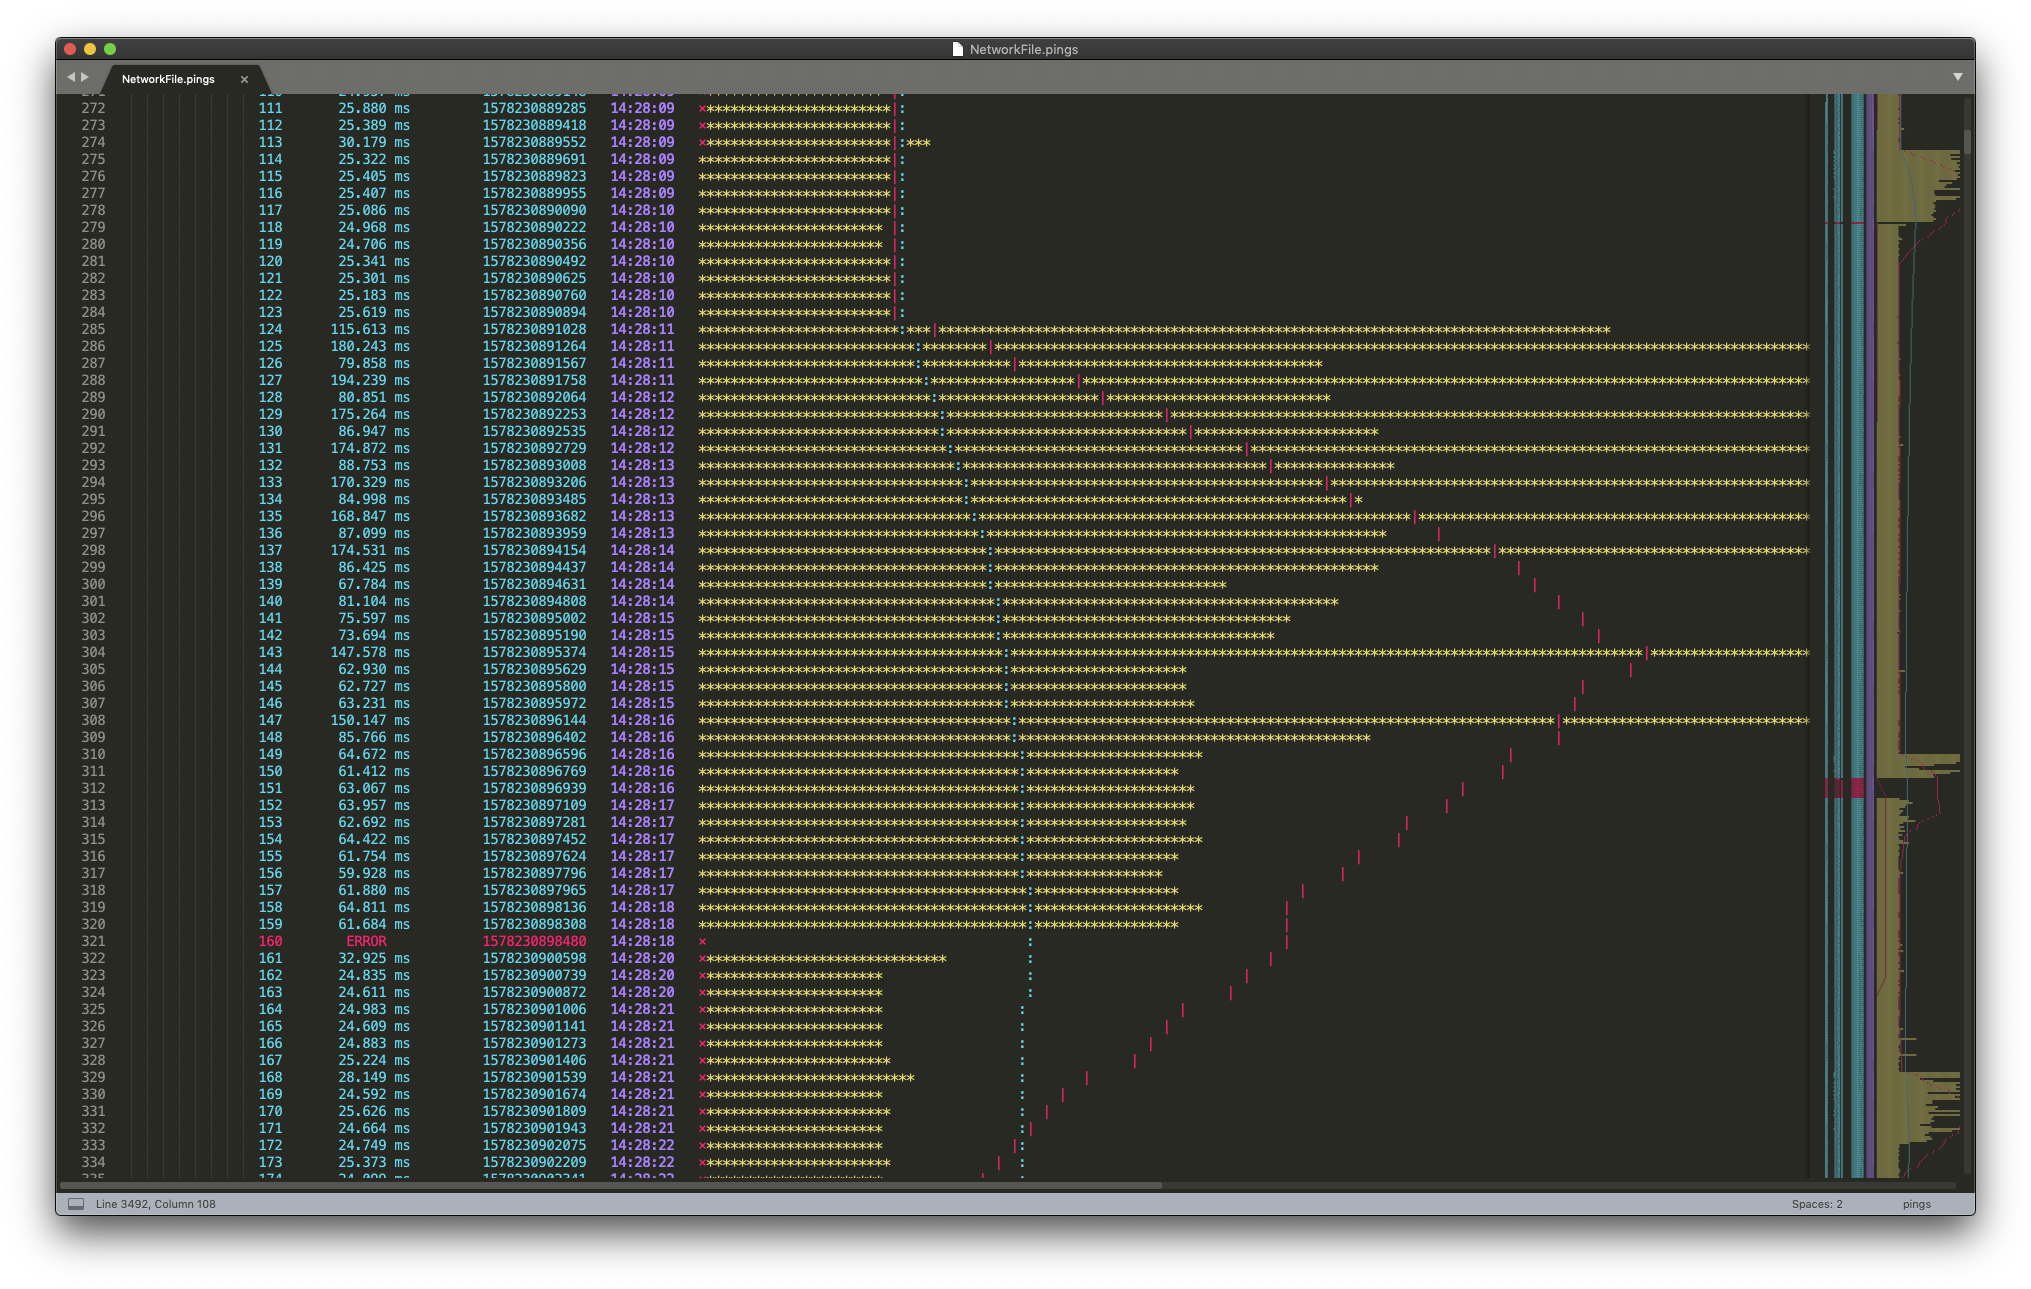 NetworkFile.pings
NetworkFile.pings ×
272 111 25.880 ms 1578230889285 14:28:09
273 112 25.389 ms 1578230889418 14:28:09
274 113 30.179 ms 1578230889552 14:28:09
275 114 25.322 ms 1578230889691 14:28:09
276 115 25.405 ms 1578230889823 14:28:09
277 116 25.407 ms 1578230889955 14:28:09
278 117 25.086 ms 1578230890090 14:28:10
279 118 24.968 ms 1578230890222 14:28:10
280 119 24.706 ms 1578230890356 14:28:10
281 120 25.341 ms 1578230890492 14:28:10
282 121 25.301 ms 1578230890625 14:28:10
283 122 25.183 ms 1578230890760 14:28:10
284 123 25.619 ms 1578230890894 14:28:10
285 124 115.613 ms 1578230891028 14:28:11
286 125 180.243 ms 1578230891264 14:28:11
287 126 79.858 ms 1578230891567 14:28:11
288 127 194.239 ms 1578230891758 14:28:11
289 128 80.851 ms 1578230892064 14:28:12
290 129 175.264 ms 1578230892253 14:28:12
291 130 86.947 ms 1578230892535 14:28:12
292 131 174.872 ms 1578230892729 14:28:12
293 132 88.753 ms 1578230893008 14:28:13
294 133 170.329 ms 1578230893206 14:28:13
295 134 84.998 ms 1578230893485 14:28:13
296 135 168.847 ms 1578230893682 14:28:13
297 136 87.099 ms 1578230893959 14:28:13
298 137 174.531 ms 1578230894154 14:28:14
299 138 86.425 ms 1578230894437 14:28:14
300 139 67.784 ms 1578230894631 14:28:14
301 140 81.104 ms 1578230894808 14:28:14
302 141 75.597 ms 1578230895002 14:28:15
303 142 73.694 ms 1578230895190 14:28:15
304 143 147.578 ms 1578230895374 14:28:15
305 144 62.930 ms 1578230895629 14:28:15
306 145 62.727 ms 1578230895800 14:28:15
307 146 63.231 ms 1578230895972 14:28:15
308 147 150.147 ms 1578230896144 14:28:16
309 148 85.766 ms 1578230896402 14:28:16
310 149 64.672 ms 1578230896596 14:28:16
311 150 61.412 ms 1578230896769 14:28:16
312 151 63.067 ms 1578230896939 14:28:16
313 152 63.957 ms 1578230897109 14:28:17
314 153 62.692 ms 1578230897281 14:28:17
315 154 64.422 ms 1578230897452 14:28:17
316 155 61.754 ms 1578230897624 14:28:17
317 156 59.928 ms 1578230897796 14:28:17
318 157 61.880 ms 1578230897965 14:28:17
319 158 64.811 ms 1578230898136 14:28:18
320 159 61.684 ms 1578230898308 14:28:18
321 160 ERROR 1578230898480 14:28:18
322 161 32.925 ms 1578230900598 14:28:20
323 162 24.835 ms 1578230900739 14:28:20
324 163 24.611 ms 1578230900872 14:28:20
325 164 24.983 ms 1578230901006 14:28:21
326 165 24.609 ms 1578230901141 14:28:21
327 166 24.883 ms 1578230901273 14:28:21
328 167 25.224 ms 1578230901406 14:28:21
329 168 28.149 ms 1578230901539 14:28:21
330 169 24.592 ms 1578230901674 14:28:21
331 170 25.626 ms 1578230901809 14:28:21
332 171 24.664 ms 1578230901943 14:28:21
333 172 24.749 ms 1578230902075 14:28:22
334 173 25.373 ms 1578230902209 14:28:22
Line 3492, Column 108 Spaces: 2 pings